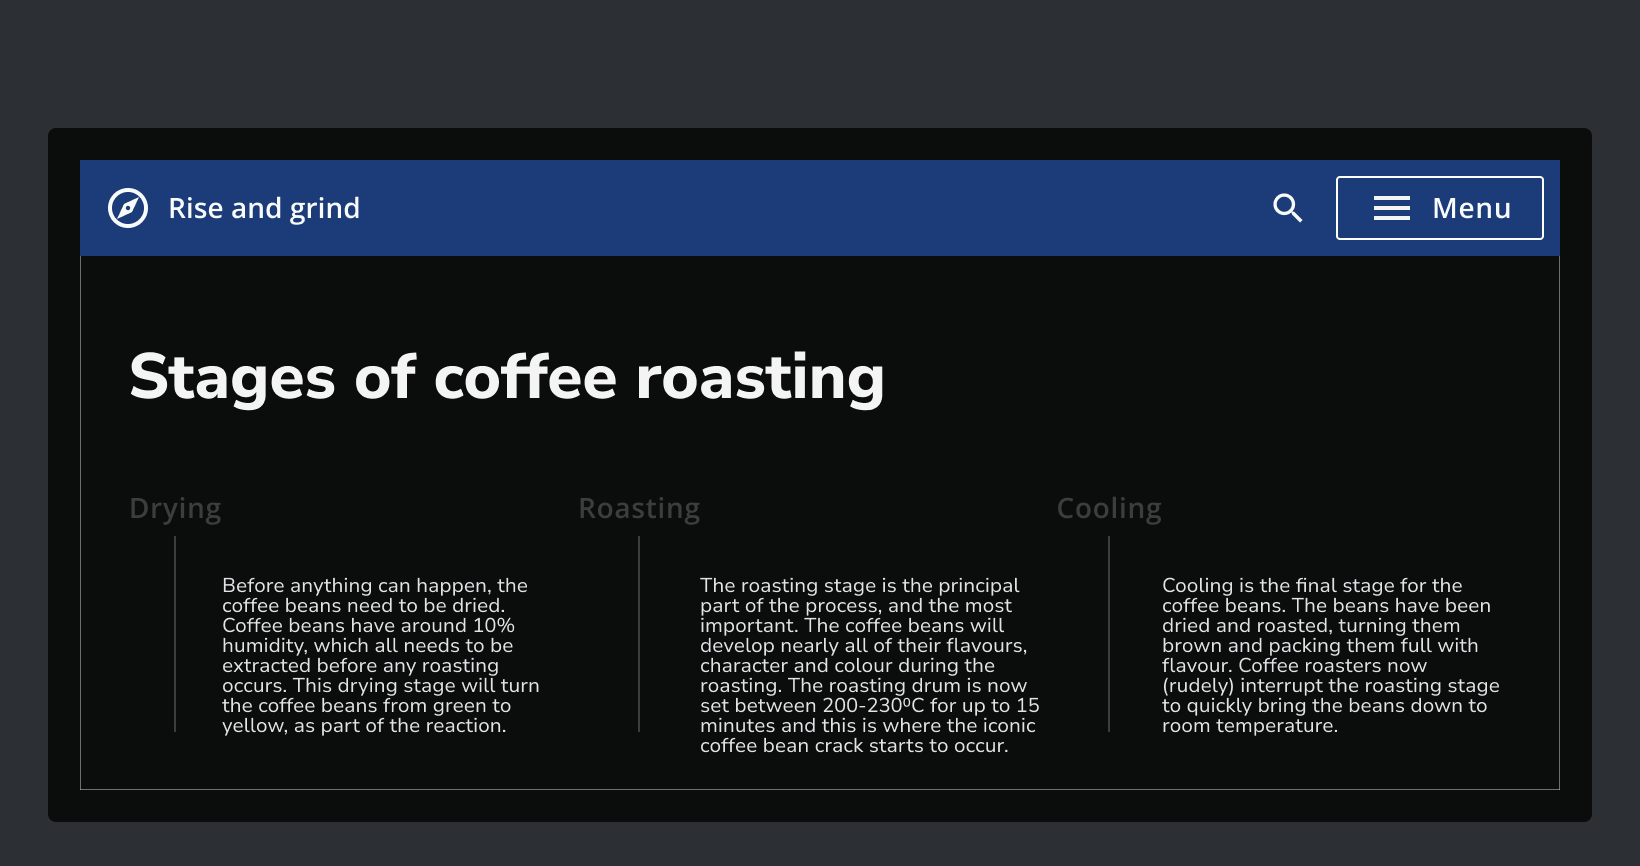 Rise and grind
Menu
Stages of coffee roasting
Drying
Before anything can happen, the
coffee beans need to be dried.
Coffee beans have around 10%
humidity, which all needs to be
extracted before any roasting
occurs. This drying stage will turn
the coffee beans from green to
yellow, as part of the reaction.
Roasting
The roasting stage is the principal
part of the process, and the most
important. The coffee beans will
develop nearly all of their flavours,
character and colour during the
roasting. The roasting drum is now
set between 200-230ºC for up to 15
minutes and this is where the iconic
coffee bean crack starts to occur.
Cooling
Cooling is the final stage for the
coffee beans. The beans have been
dried and roasted, turning them
brown and packing them full with
flavour. Coffee roasters now
(rudely) interrupt the roasting stage
to quickly bring the beans down to
room temperature.